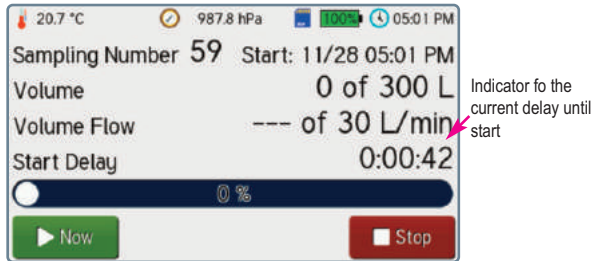 20.7 °C 987.8 hPa 100% 05:01 PM
Sampling Number 59 Start: 11/28 05:01 PM
Volume 0 of 300 L
Volume Flow --- of 30 L/min
Start Delay 0:00:42
0 %
Now Stop
Indicator fo the
current delay until
start